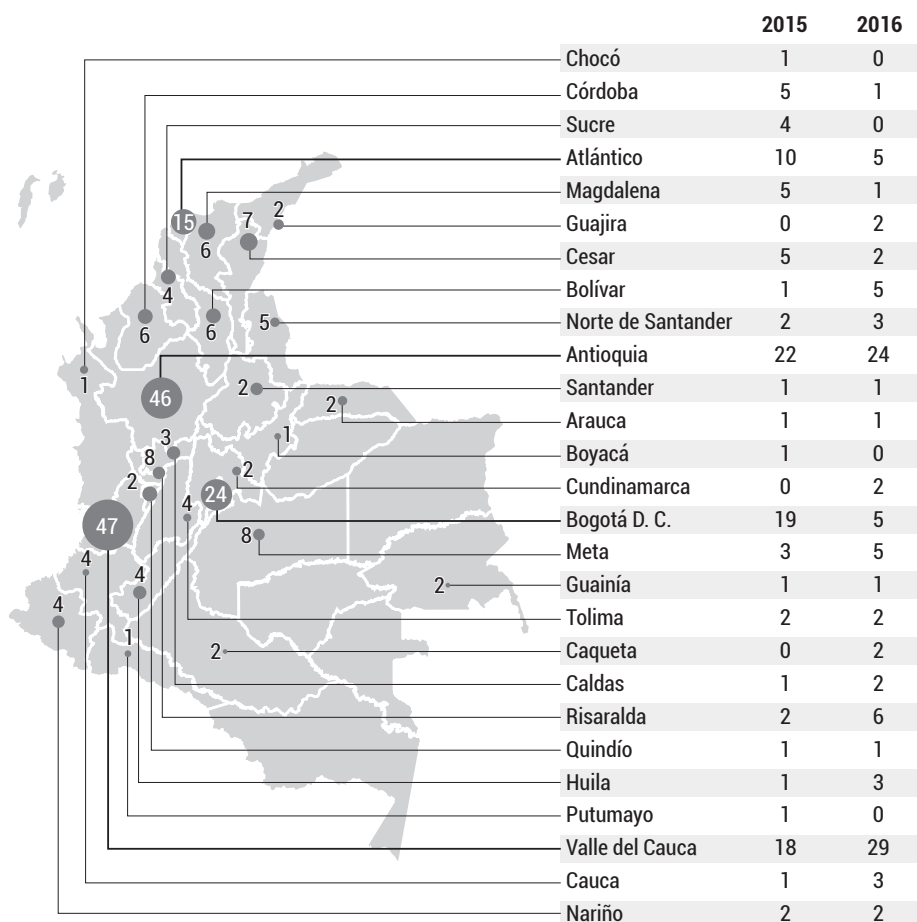 2015 2016
Chocó 1 0
Córdoba 5 1
Sucre 4 0
Atlántico 10 5
Magdalena 5 1
Guajira 0 2
Cesar 5 2
Bolívar 1 5
Norte de Santander 2 3
Antioquia 22 24
Santander 1 1
Arauca 1 1
Boyacá 1 0
Cundinamarca 0 2
Bogotá D. C. 19 5
Meta 3 5
Guainía 1 1
Tolima 2 2
Caqueta 0 2
Caldas 1 2
Risaralda 2 6
Quindío 1 1
Huila 1 3
Putumayo 1 0
Valle del Cauca 18 29
Cauca 1 3
Nariño 2 2
15
6
7
2
4
6
6
5
1
46
2
2
3
1
8
2
2
24
4
47
8
4
4
2
4
1
2